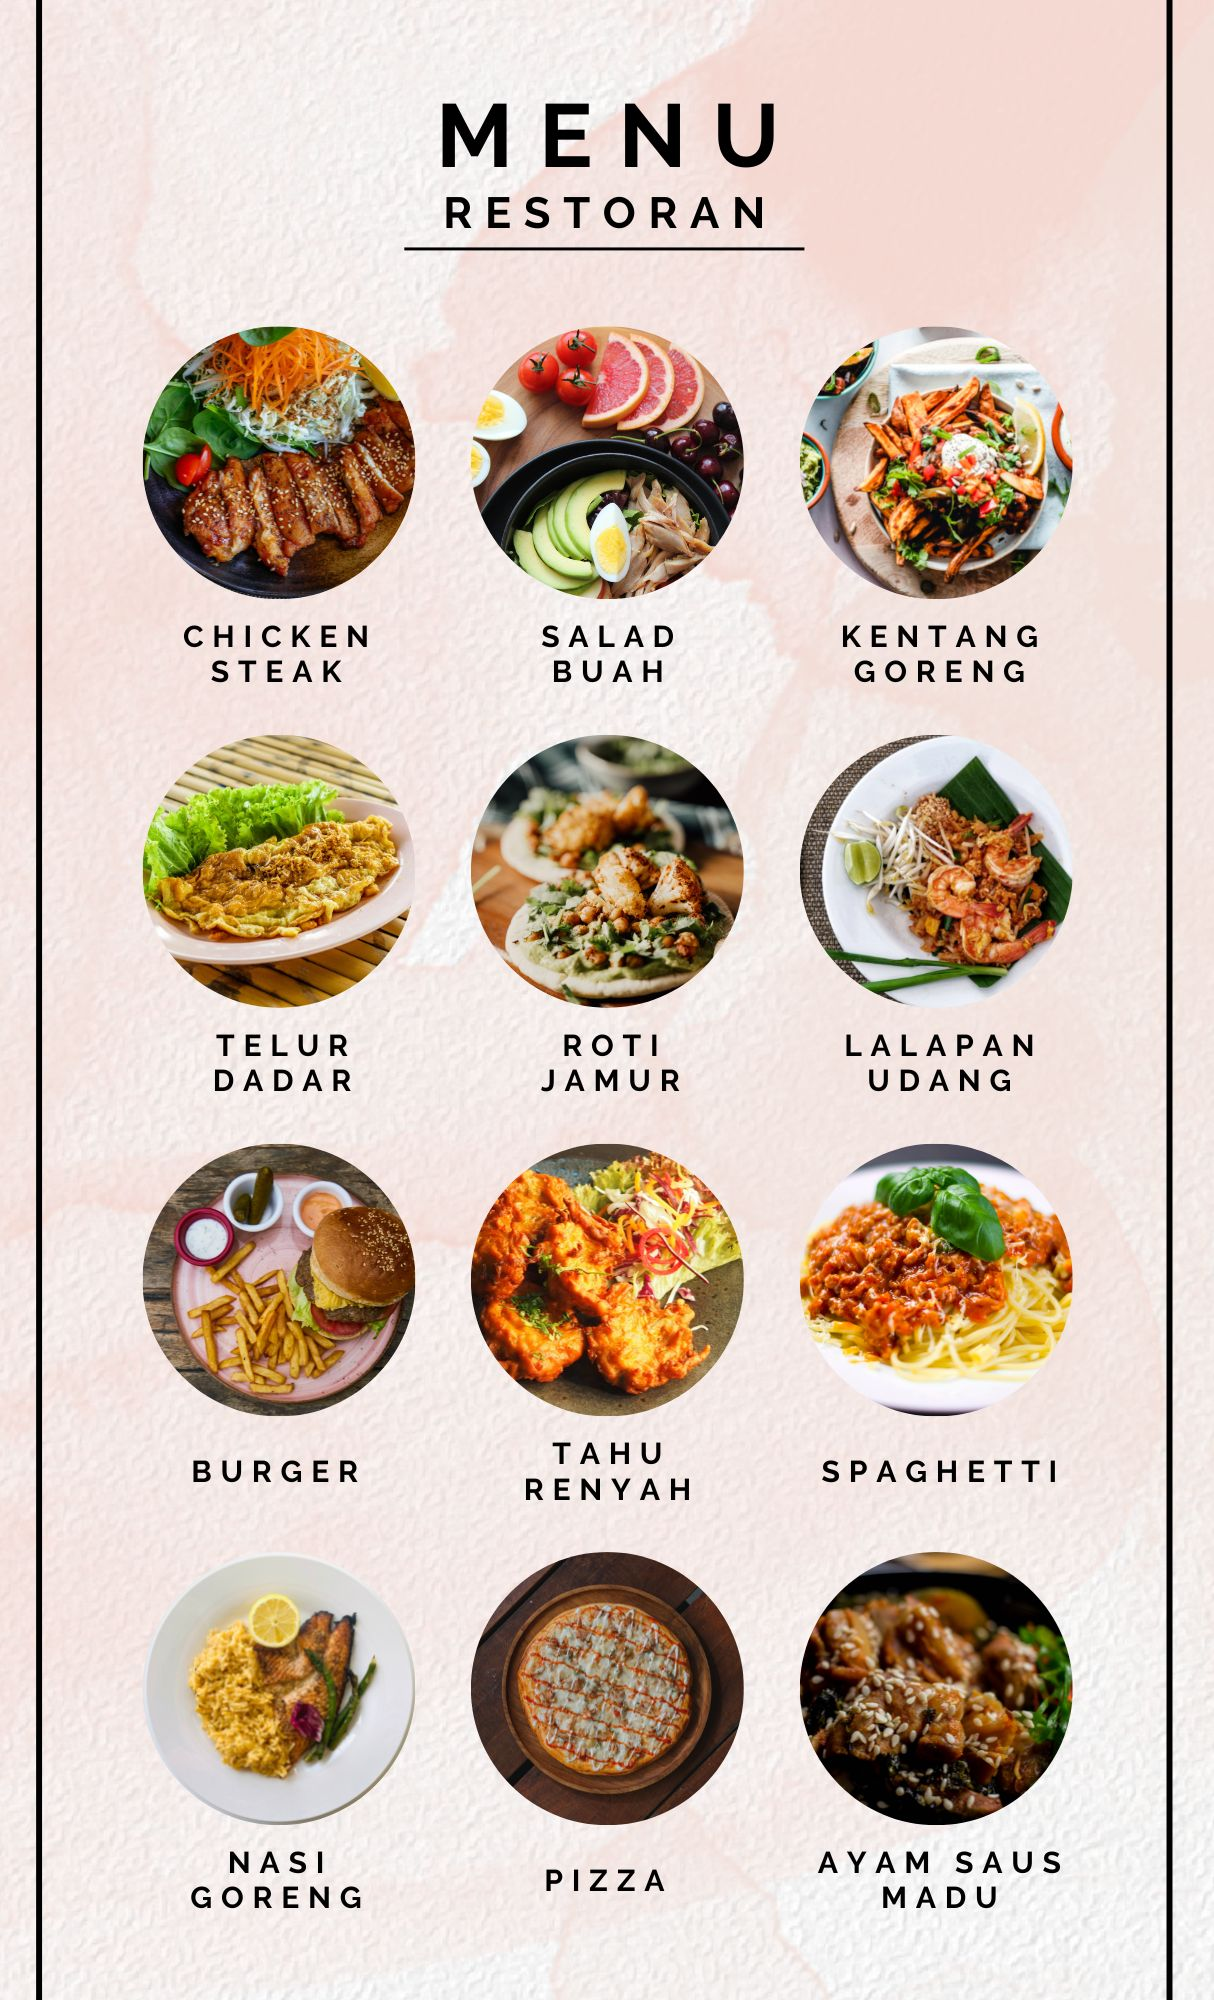 MENU
RESTORAN
CHICKEN
STEAK
SALAD
BUAH
KENTANG
GORENG
TELUR
DADAR
ROTI
JAMUR
LALAPAN
UDANG
BURGER
TAHU
RENYAH
SPAGHETTI
NASI
GORENG
PIZZA
AYAM SAUS
MADU